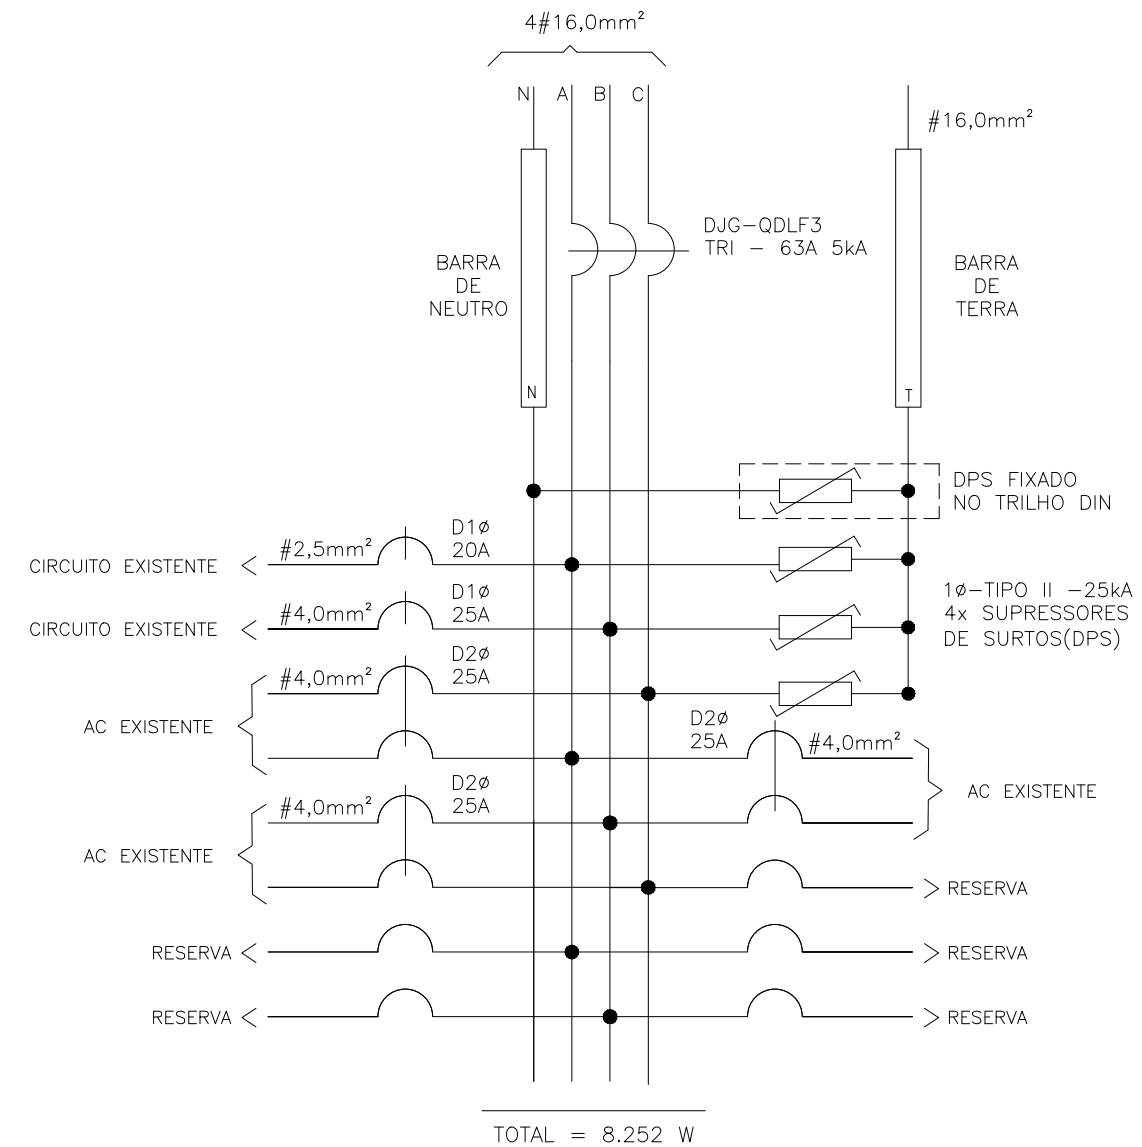 4#16,0mm²
N A B C
#16,0mm²
DJG-QDLF3
TRI - 63A 5kA
BARRA
DE
NEUTRO
BARRA
DE
TERRA
N
T
DPS FIXADO
NO TRILHO DIN
D1ø
20A
#2,5mm²
CIRCUITO EXISTENTE
D1ø
25A
#4,0mm²
CIRCUITO EXISTENTE
1ø-TIPO II -25kA
4x SUPRESSORES
DE SURTOS(DPS)
D2ø
25A
#4,0mm²
AC EXISTENTE
D2ø
25A
#4,0mm²
AC EXISTENTE
D2ø
25A
#4,0mm²
AC EXISTENTE
RESERVA
RESERVA
RESERVA
RESERVA
RESERVA
TOTAL = 8.252 W